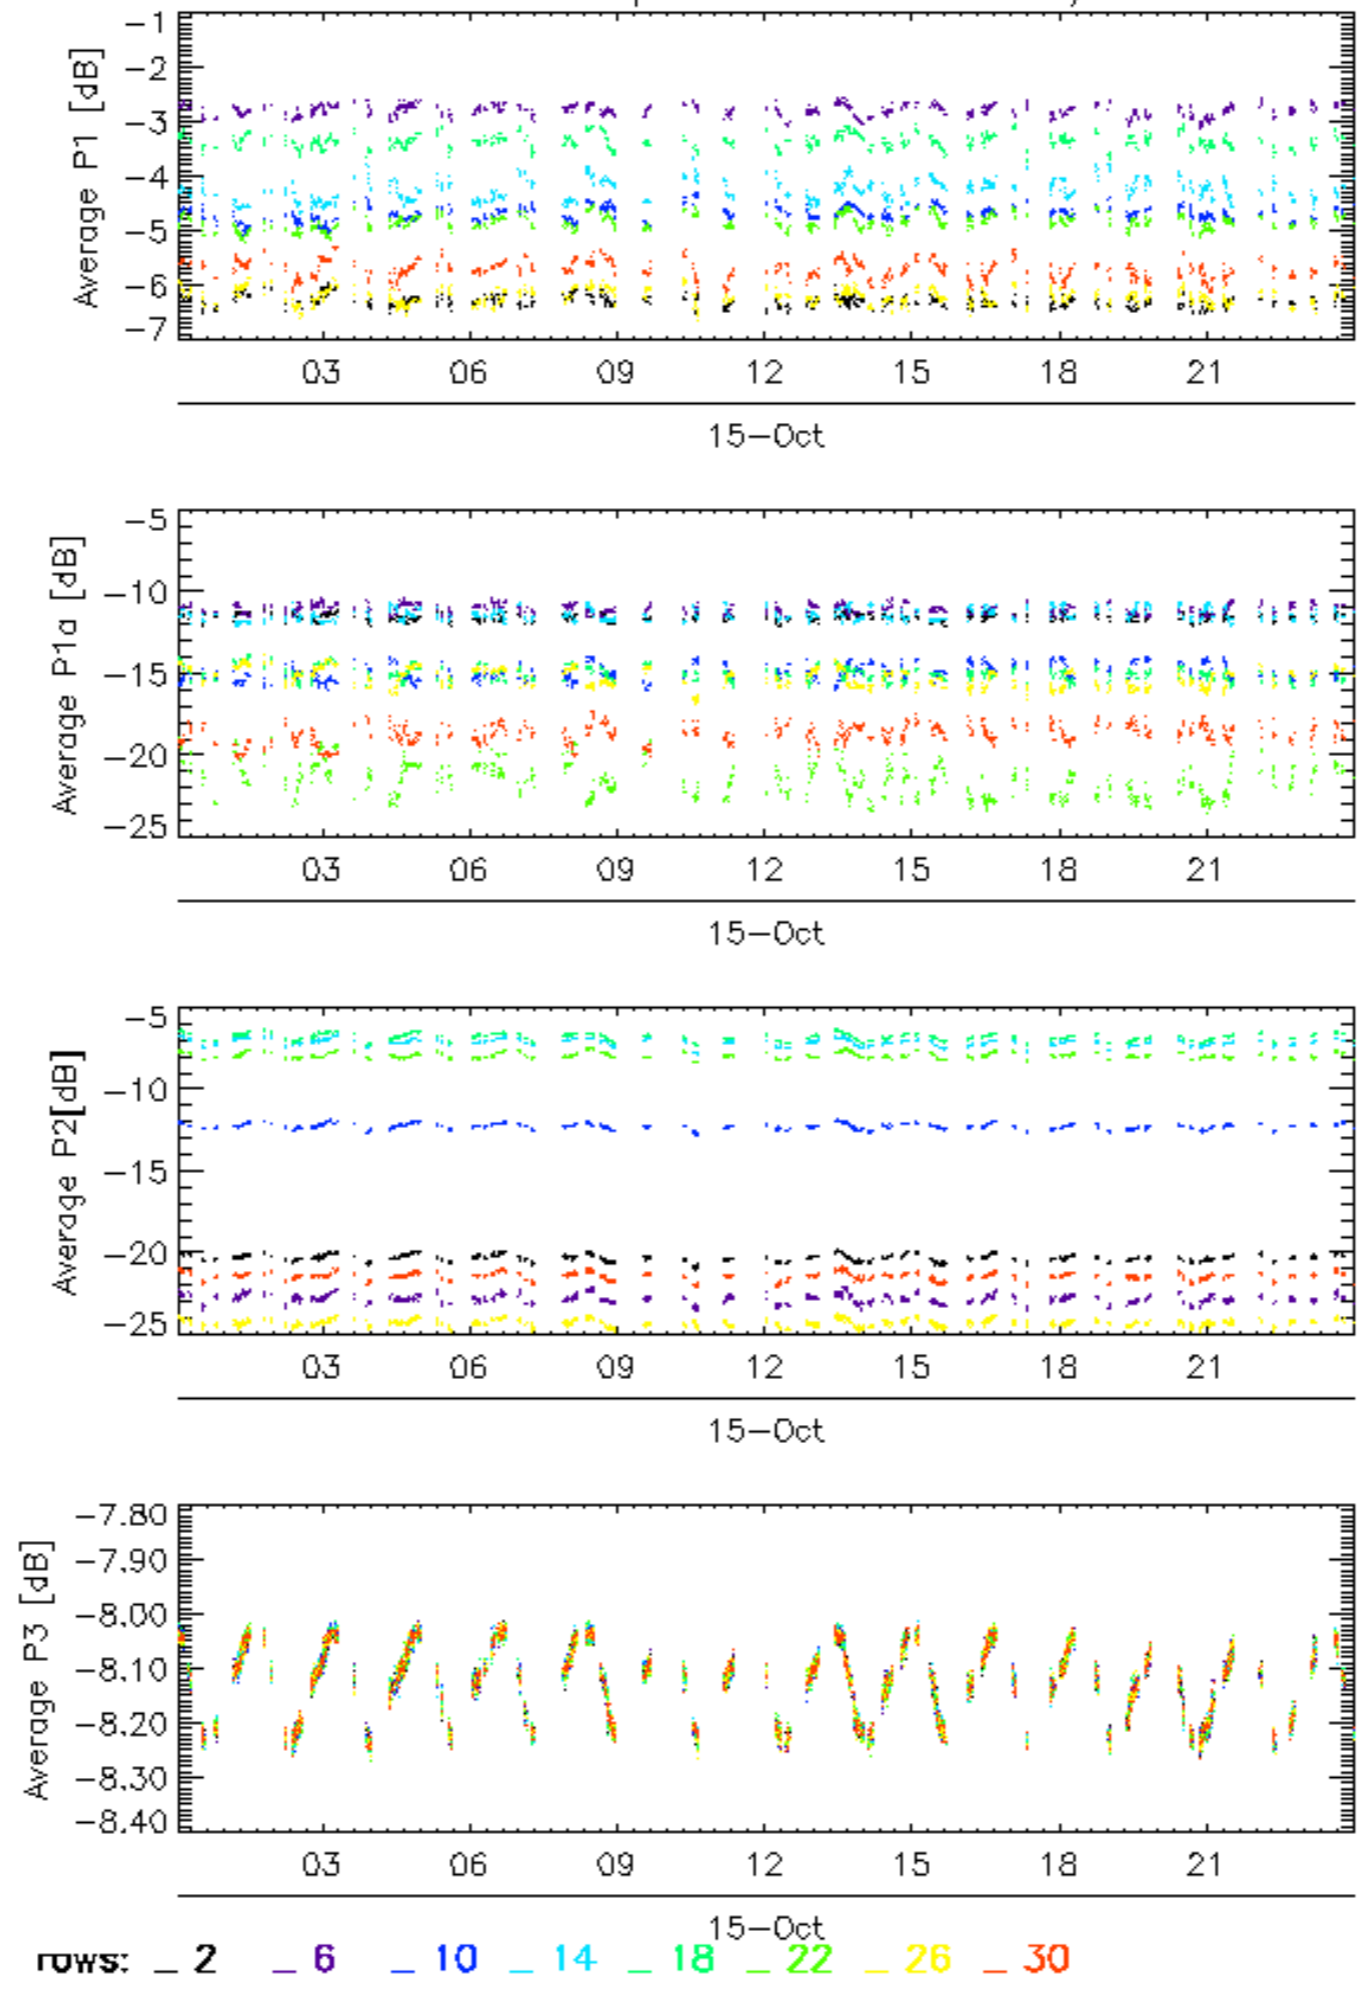 Average P1 [dB]
−1
−2
−3
−4
−5
−6
−7
03 06 09 12 15 18 21
15−Oct
Average P1a [dB]
−5
−10
−15
−20
−25
03 06 09 12 15 18 21
15−Oct
Average P2[dB]
−5
−10
−15
−20
−25
03 06 09 12 15 18 21
15−Oct
Average P3 [dB]
−7.80
−7.90
−8.00
−8.10
−8.20
−8.30
−8.40
03 06 09 12 15 18 21
15−Oct
rows: _ 2 _ 6 _ 10 _ 14 _ 18 _ 22 _ 26 _ 30